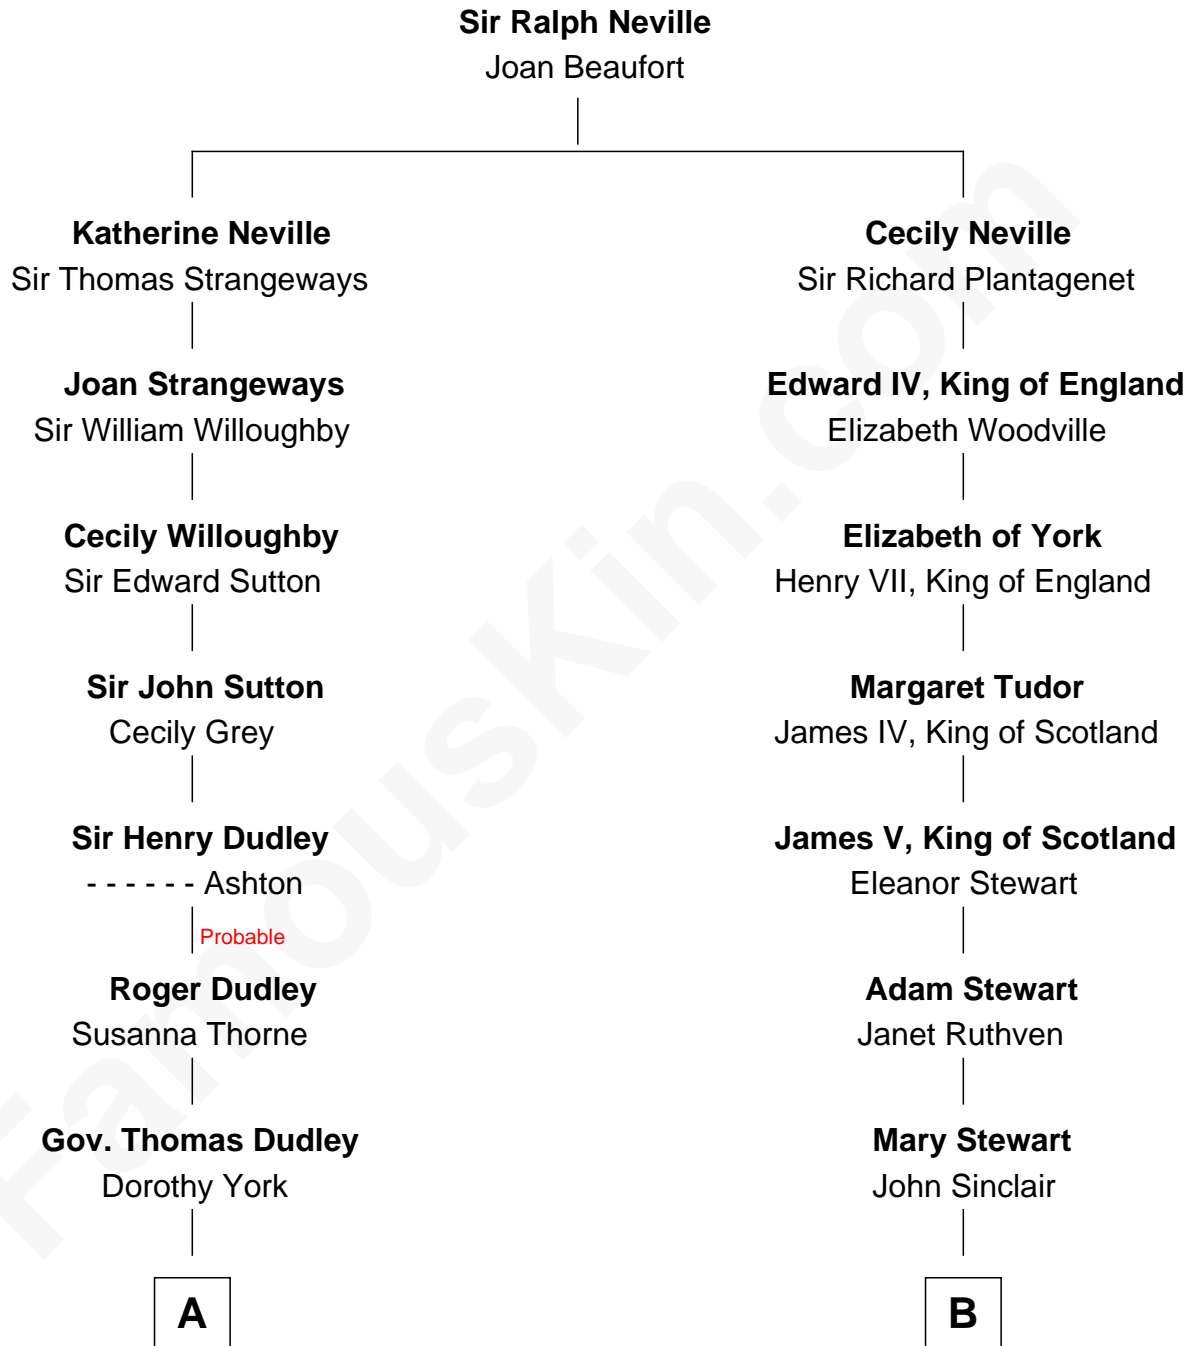 Sir Ralph Neville
Joan Beaufort
Katherine Neville
Sir Thomas Strangeways
Cecily Neville
Sir Richard Plantagenet
Joan Strangeways
Sir William Willoughby
Edward IV, King of England
Elizabeth Woodville
Cecily Willoughby
Sir Edward Sutton
Elizabeth of York
Henry VII, King of England
Sir John Sutton
Cecily Grey
Margaret Tudor
James IV, King of Scotland
Sir Henry Dudley
- - - - - - Ashton
Probable
James V, King of Scotland
Eleanor Stewart
Roger Dudley
Susanna Thorne
Adam Stewart
Janet Ruthven
Gov. Thomas Dudley
Dorothy York
Mary Stewart
John Sinclair
A
B
FamousKin.com